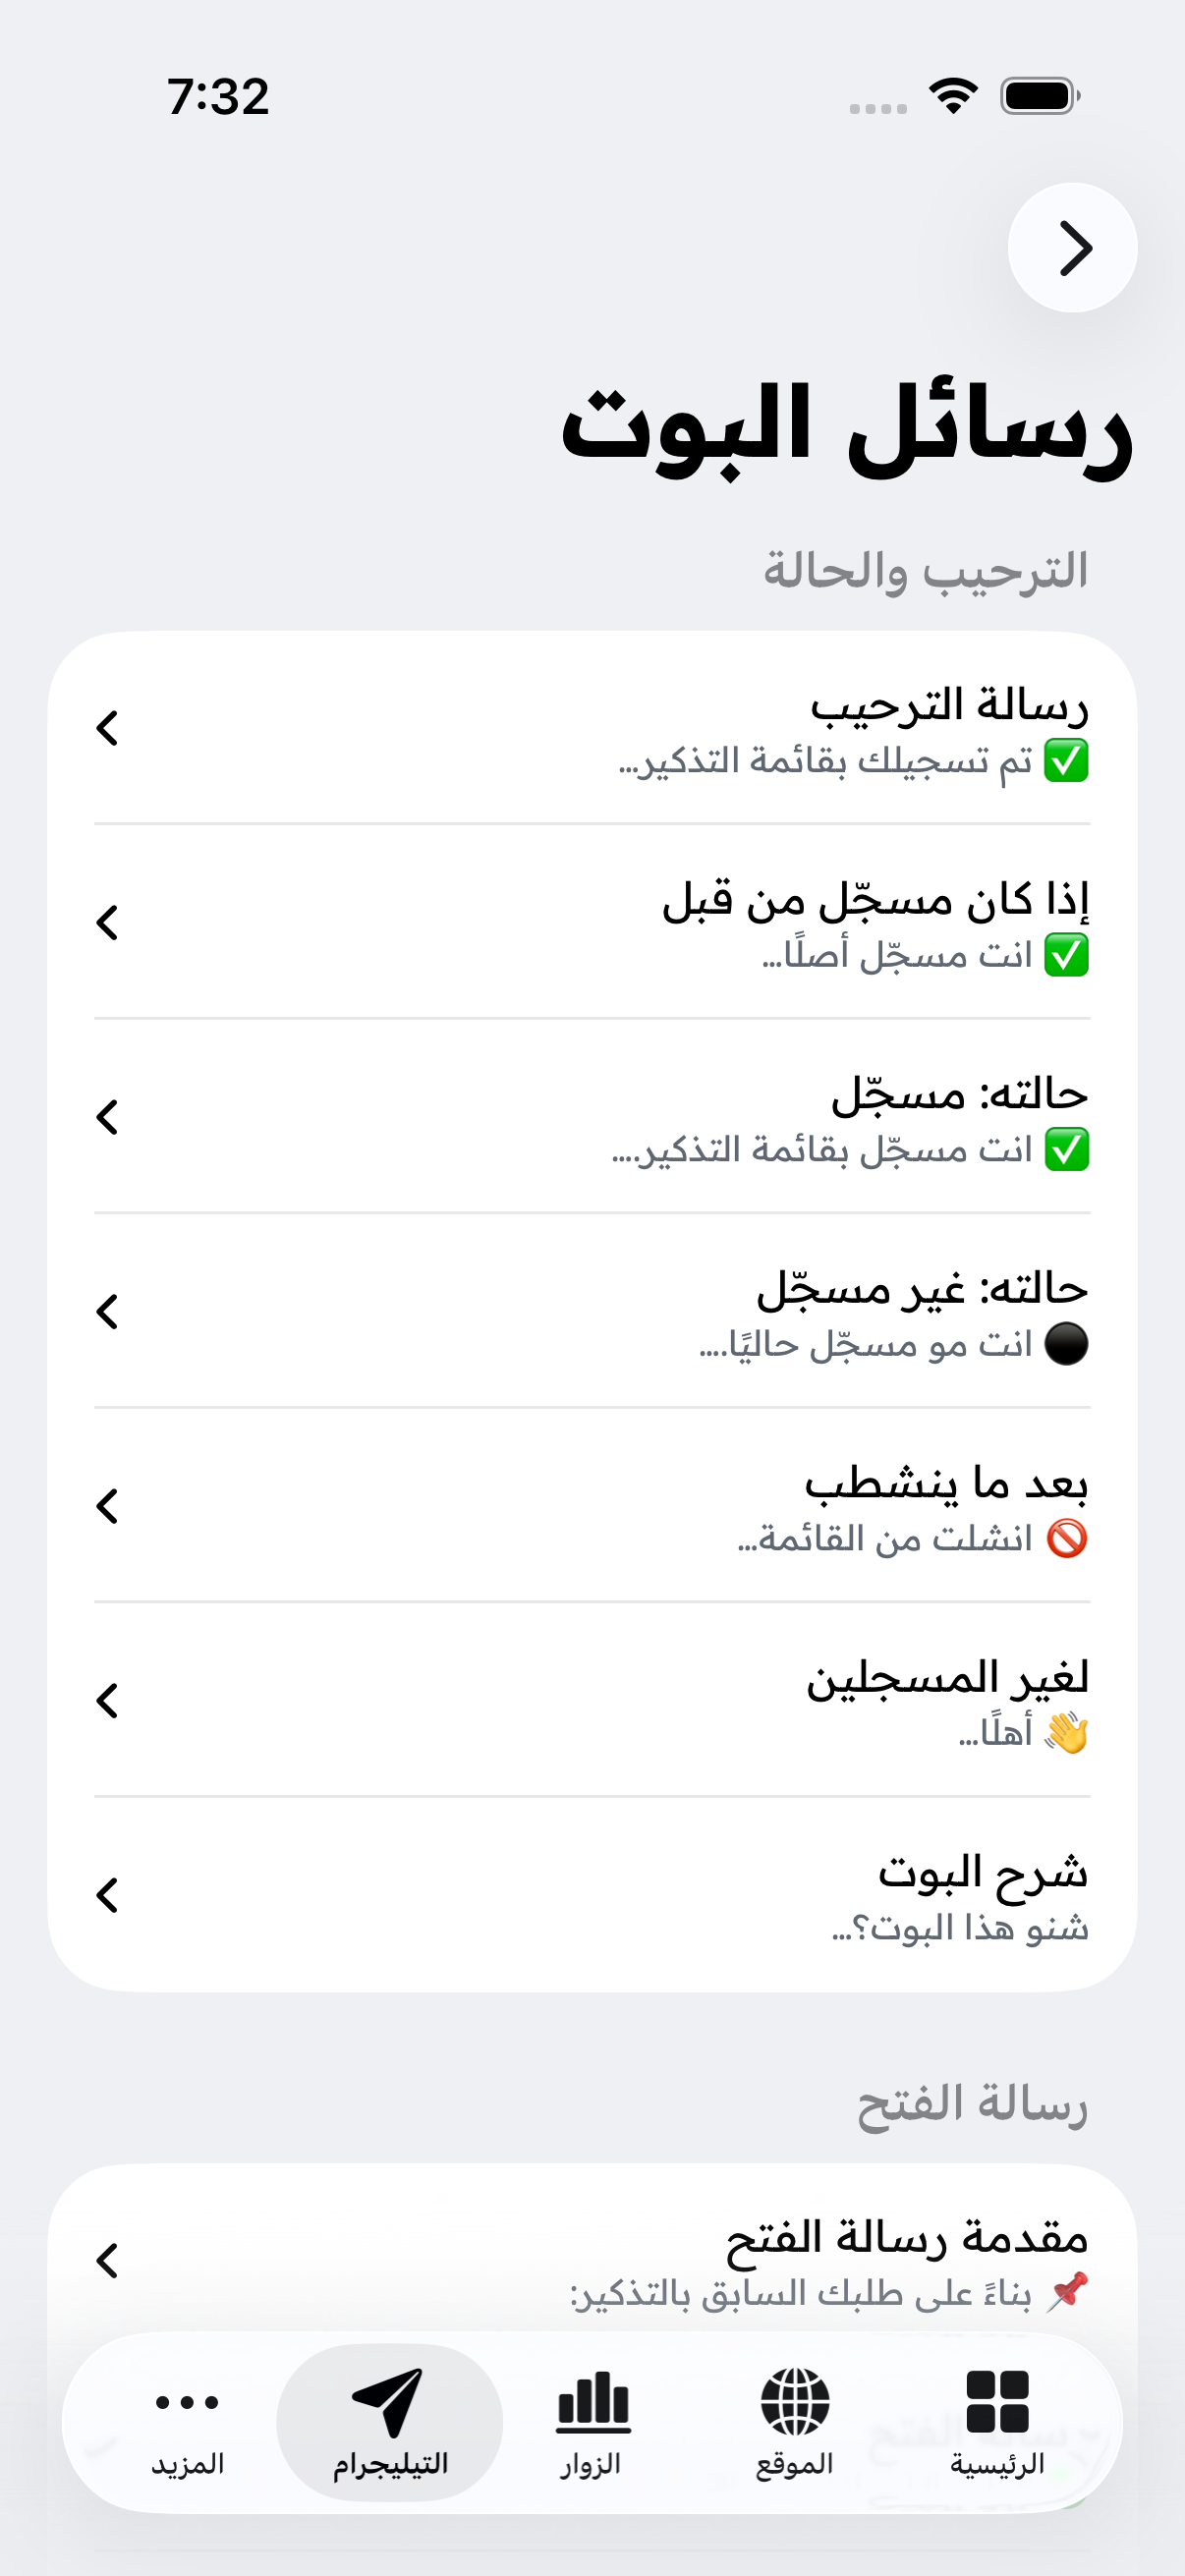 7:32
رسائل البوت
الترحيب والحالة
رسالة الترحيب
✅ تم تسجيلك بقائمة التذكير...
إذا كان مسجّل من قبل
✅ انت مسجّل أصلًا...
حالته: مسجّل
✅ انت مسجّل بقائمة التذكير....
حالته: غير مسجّل
⚫ انت مو مسجّل حاليًا....
بعد ما ينشطب
🚫 انشلت من القائمة...
لغير المسجلين
👋 أهلًا...
شرح البوت
شنو هذا البوت؟...
رسالة الفتح
مقدمة رسالة الفتح
📌 بناءً على طلبك السابق بالتذكير:
الرئيسية
الموقع
الزوار
التيليجرام
المزيد